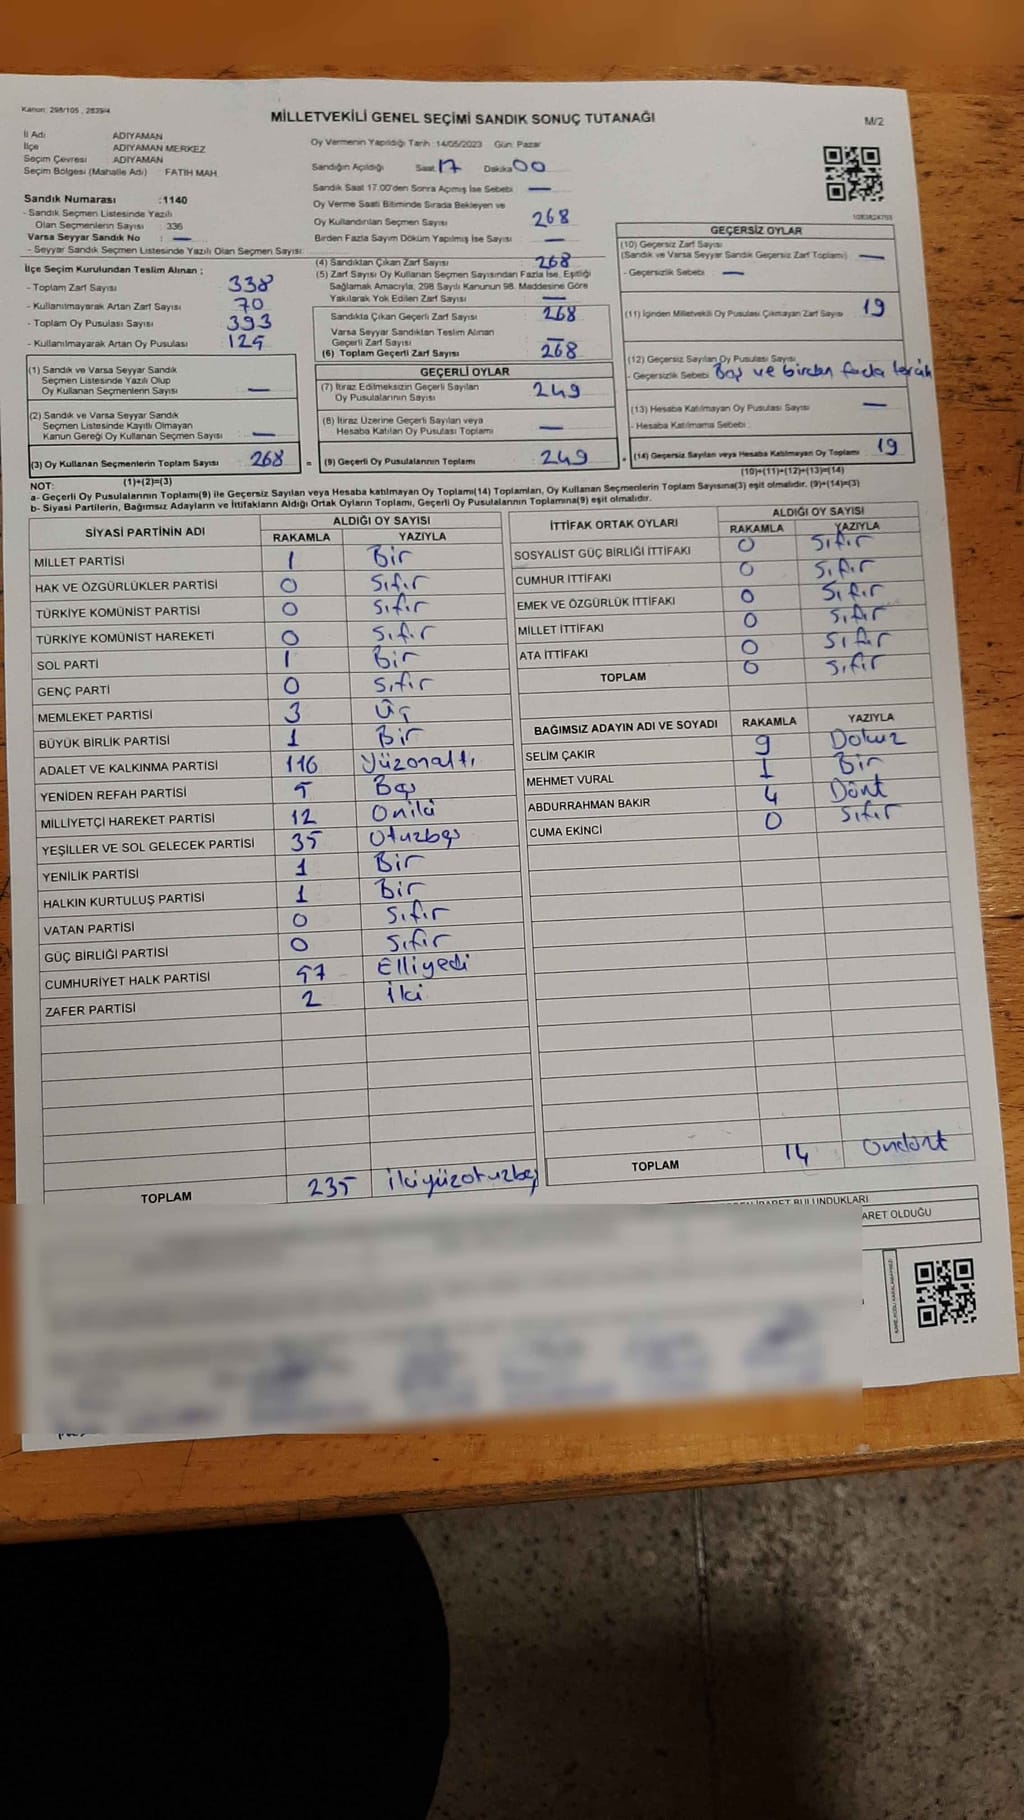 Kanun: 298/105 , 2839/4
MİLLETVEKİLİ GENEL SEÇİMİ SANDIK SONUÇ TUTANAĞI
M/2
İl Adı ADIYAMAN
İlçe ADIYAMAN MERKEZ
Seçim Çevresi : ADIYAMAN
Seçim Bölgesi (Mahalle Adı) : FATİH MAH.
Sandık Numarası : 1140
- Sandık Seçmen Listesinde Yazılı
Olan Seçmenlerin Sayısı : 336
Varsa Seyyar Sandık No : —
- Seyyar Sandık Seçmen Listesinde Yazılı Olan Seçmen Sayısı:
Oy Vermenin Yapıldığı Tarih: 14/05/2023 Gün: Pazar
Sandığın Açıldığı Saat 17 Dakika 00
Sandık Saat 17.00'den Sonra Açmış İse Sebebi —
Oy Verme Saati Bitiminde Sırada Bekleyen ve
Oy Kullandırılan Seçmen Sayısı 268
Birden Fazla Sayım Döküm Yapılmış İse Sayısı —
1083824755
İlçe Seçim Kurulundan Teslim Alınan ;
- Toplam Zarf Sayısı 338
- Kullanılmayarak Artan Zarf Sayısı 70
- Toplam Oy Pusulası Sayısı 393
- Kullanılmayarak Artan Oy Pusulası 125
(4) Sandıktan Çıkan Zarf Sayısı 268
(5) Zarf Sayısı Oy Kullanan Seçmen Sayısından Fazla İse, Eşitliği
Sağlamak Amacıyla, 298 Sayılı Kanunun 98. Maddesine Göre
Yakılarak Yok Edilen Zarf Sayısı —
Sandıkta Çıkan Geçerli Zarf Sayısı 268
Varsa Seyyar Sandıktan Teslim Alınan
Geçerli Zarf Sayısı —
(6) Toplam Geçerli Zarf Sayısı 268
GEÇERSİZ OYLAR
(10) Geçersiz Zarf Sayısı
(Sandık ve Varsa Seyyar Sandık Geçersiz Zarf Toplamı) —
- Geçersizlik Sebebi : —
(11) İçinden Milletvekili Oy Pusulası Çıkmayan Zarf Sayısı 19
(12) Geçersiz Sayılan Oy Pusulası Sayısı
- Geçersizlik Sebebi Boş ve birden fazla tercih
(13) Hesaba Katılmayan Oy Pusulası Sayısı —
- Hesaba Katılmama Sebebi :
(14) Geçersiz Sayılan veya Hesaba Katılmayan Oy Toplamı 19
(10)+(11)+(12)+(13)=(14)
(1) Sandık ve Varsa Seyyar Sandık
Seçmen Listesinde Yazılı Olup
Oy Kullanan Seçmenlerin Sayısı —
(2) Sandık ve Varsa Seyyar Sandık
Seçmen Listesinde Kayıtlı Olmayan
Kanun Gereği Oy Kullanan Seçmen Sayısı —
(3) Oy Kullanan Seçmenlerin Toplam Sayısı 268
(1)+(2)=(3)
GEÇERLİ OYLAR
(7) İtiraz Edilmeksizin Geçerli Sayılan
Oy Pusulalarının Sayısı 249
(8) İtiraz Üzerine Geçerli Sayılan veya
Hesaba Katılan Oy Pusulası Toplamı —
= (9) Geçerli Oy Pusulalarının Toplamı 249 +
NOT:
a- Geçerli Oy Pusulalarının Toplamı(9) ile Geçersiz Sayılan veya Hesaba katılmayan Oy Toplamı(14) Toplamları, Oy Kullanan Seçmenlerin Toplam Sayısına(3) eşit olmalıdır. (9)+(14)=(3)
b- Siyasi Partilerin, Bağımsız Adayların ve İttifakların Aldığı Ortak Oyların Toplamı, Geçerli Oy Pusulalarının Toplamına(9) eşit olmalıdır.
SİYASİ PARTİNİN ADI ALDIĞI OY SAYISI
RAKAMLA YAZIYLA
MİLLET PARTİSİ 1 Bir
HAK VE ÖZGÜRLÜKLER PARTİSİ 0 Sıfır
TÜRKİYE KOMÜNİST PARTİSİ 0 Sıfır
TÜRKİYE KOMÜNİST HAREKETİ 0 Sıfır
SOL PARTİ 1 Bir
GENÇ PARTİ 0 Sıfır
MEMLEKET PARTİSİ 3 Üç
BÜYÜK BİRLİK PARTİSİ 1 Bir
ADALET VE KALKINMA PARTİSİ 116 Yüzonaltı
YENİDEN REFAH PARTİSİ 5 Beş
MİLLİYETÇİ HAREKET PARTİSİ 12 Oniki
YEŞİLLER VE SOL GELECEK PARTİSİ 35 Otuzbeş
YENİLİK PARTİSİ 1 Bir
HALKIN KURTULUŞ PARTİSİ 1 Bir
VATAN PARTİSİ 0 Sıfır
GÜÇ BİRLİĞİ PARTİSİ 0 Sıfır
CUMHURİYET HALK PARTİSİ 57 Elliyedi
ZAFER PARTİSİ 2 İki
TOPLAM 235 İkiyüzotuzbeş
İTTİFAK ORTAK OYLARI ALDIĞI OY SAYISI
RAKAMLA YAZIYLA
SOSYALİST GÜÇ BİRLİĞİ İTTİFAKI 0 Sıfır
CUMHUR İTTİFAKI 0 Sıfır
EMEK VE ÖZGÜRLÜK İTTİFAKI 0 Sıfır
MİLLET İTTİFAKI 0 Sıfır
ATA İTTİFAKI 0 Sıfır
TOPLAM 0 Sıfır
BAĞIMSIZ ADAYIN ADI VE SOYADI RAKAMLA YAZIYLA
SELİM ÇAKIR 9 Dokuz
MEHMET VURAL 1 Bir
ABDURRAHMAN BAKIR 4 Dört
CUMA EKİNCİ 0 Sıfır
TOPLAM 14 Ondört
İŞARET BULUNDUKLARI
ARET OLDUĞU